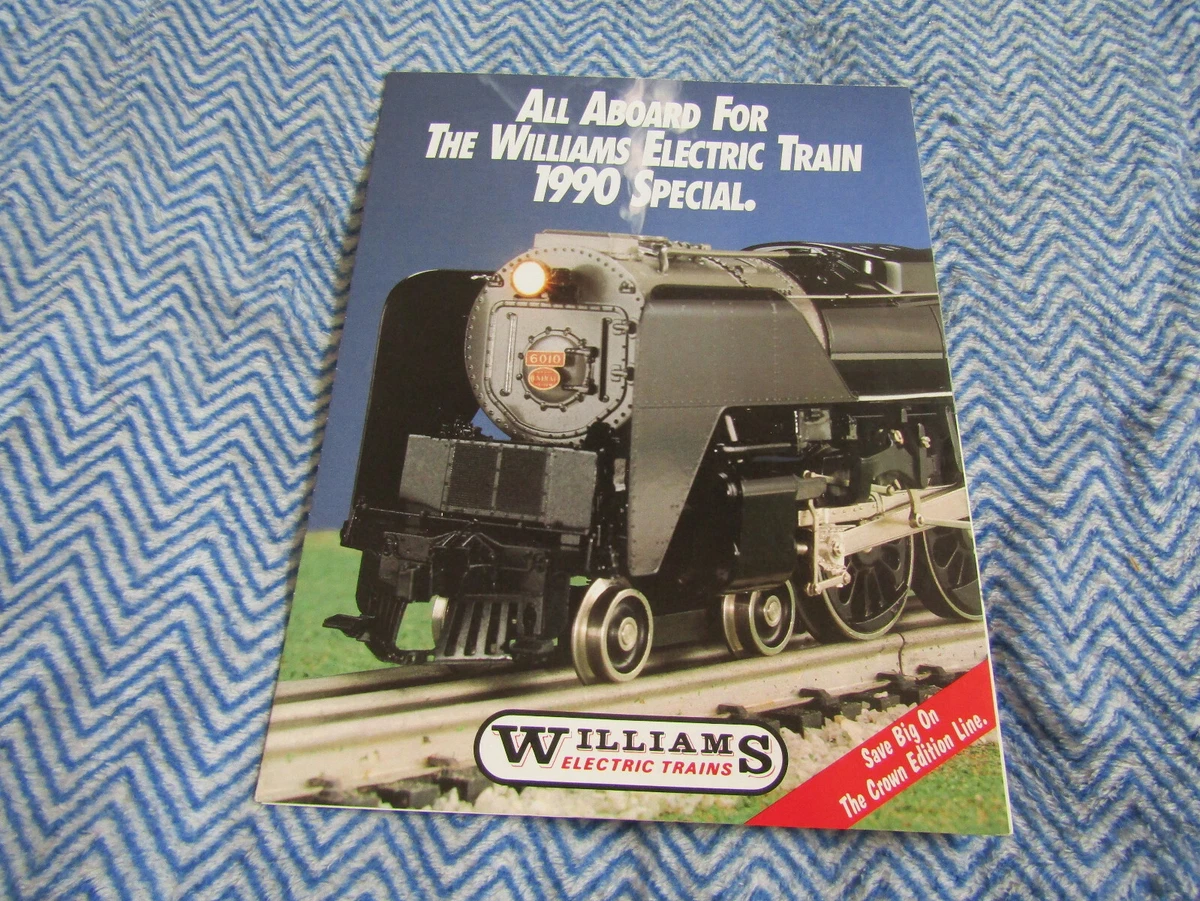 ALL ABOARD FOR
THE WILLIAMS ELECTRIC TRAIN
1990 SPECIAL.
6010
WILLIAMS
ELECTRIC TRAINS
Save Big On
The Crown Edition Line.